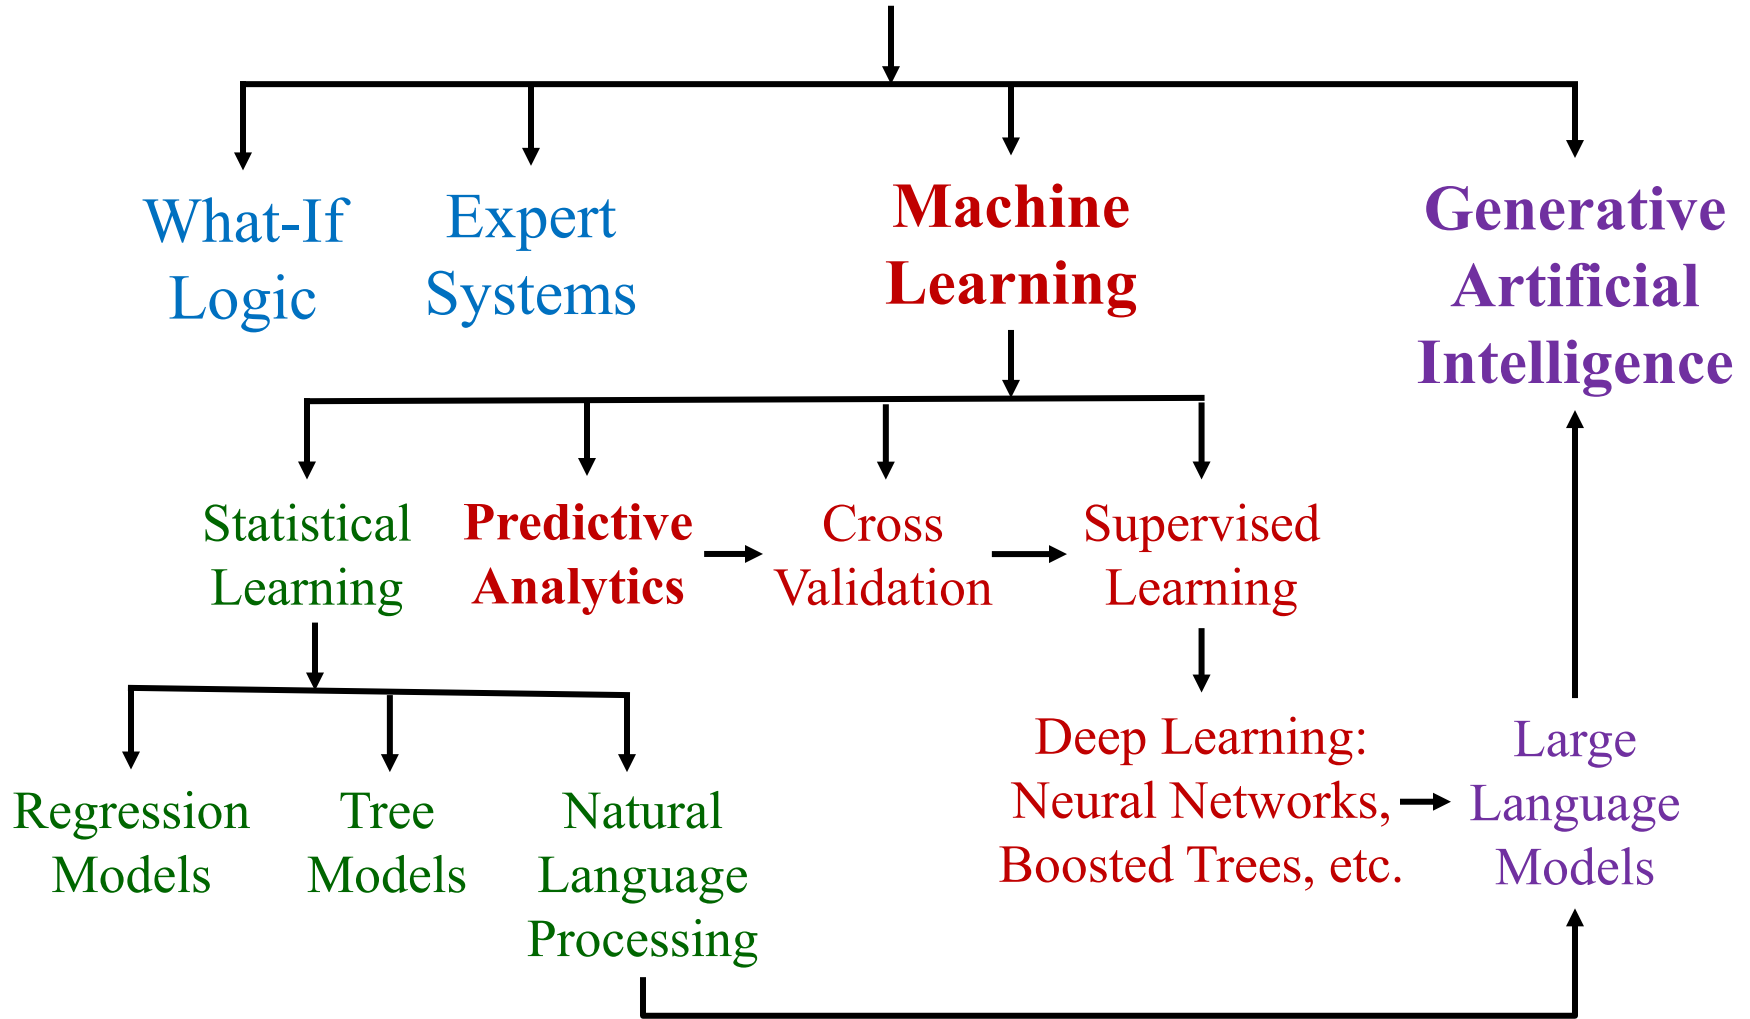 What-If
Logic
Expert
Systems
Machine
Learning
Generative
Artificial
Intelligence
Statistical
Learning
Predictive
Analytics
Cross
Validation
Supervised
Learning
Regression
Models
Tree
Models
Natural
Language
Processing
Deep Learning:
Neural Networks,
Boosted Trees, etc.
Large
Language
Models